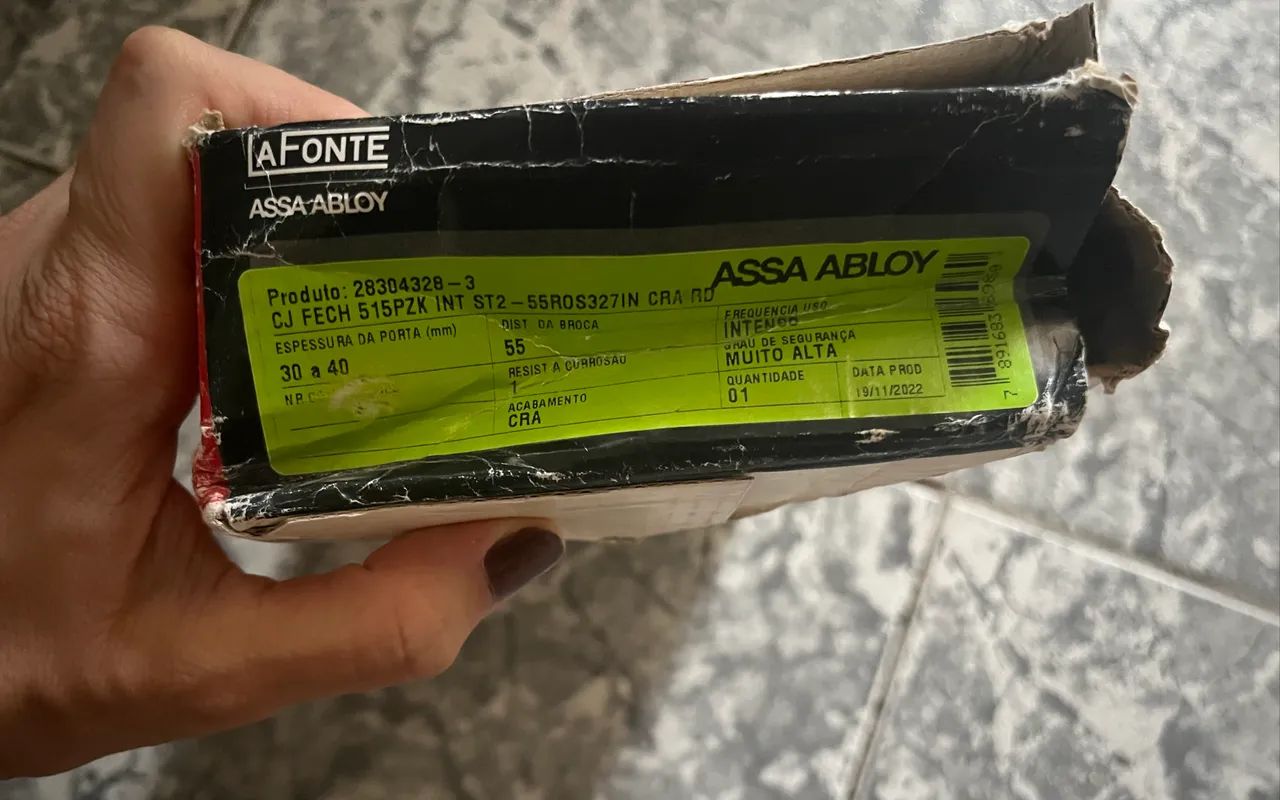 LAFONTE
ASSA ABLOY
ASSA ABLOY
Produto: 28304328-3
CJ FECH 515PZK INT ST2-55ROS327IN CRA RD
ESPESSURA DA PORTA (mm)
30 a 40
NR
DIST DA BROCA
55
RESIST A CORROSÃO
1
ACABAMENTO
CRA
FREQUENCIA USO
INTENSO
GRAU DE SEGURANÇA
MUITO ALTA
QUANTIDADE
01
DATA PROD
19/11/2022